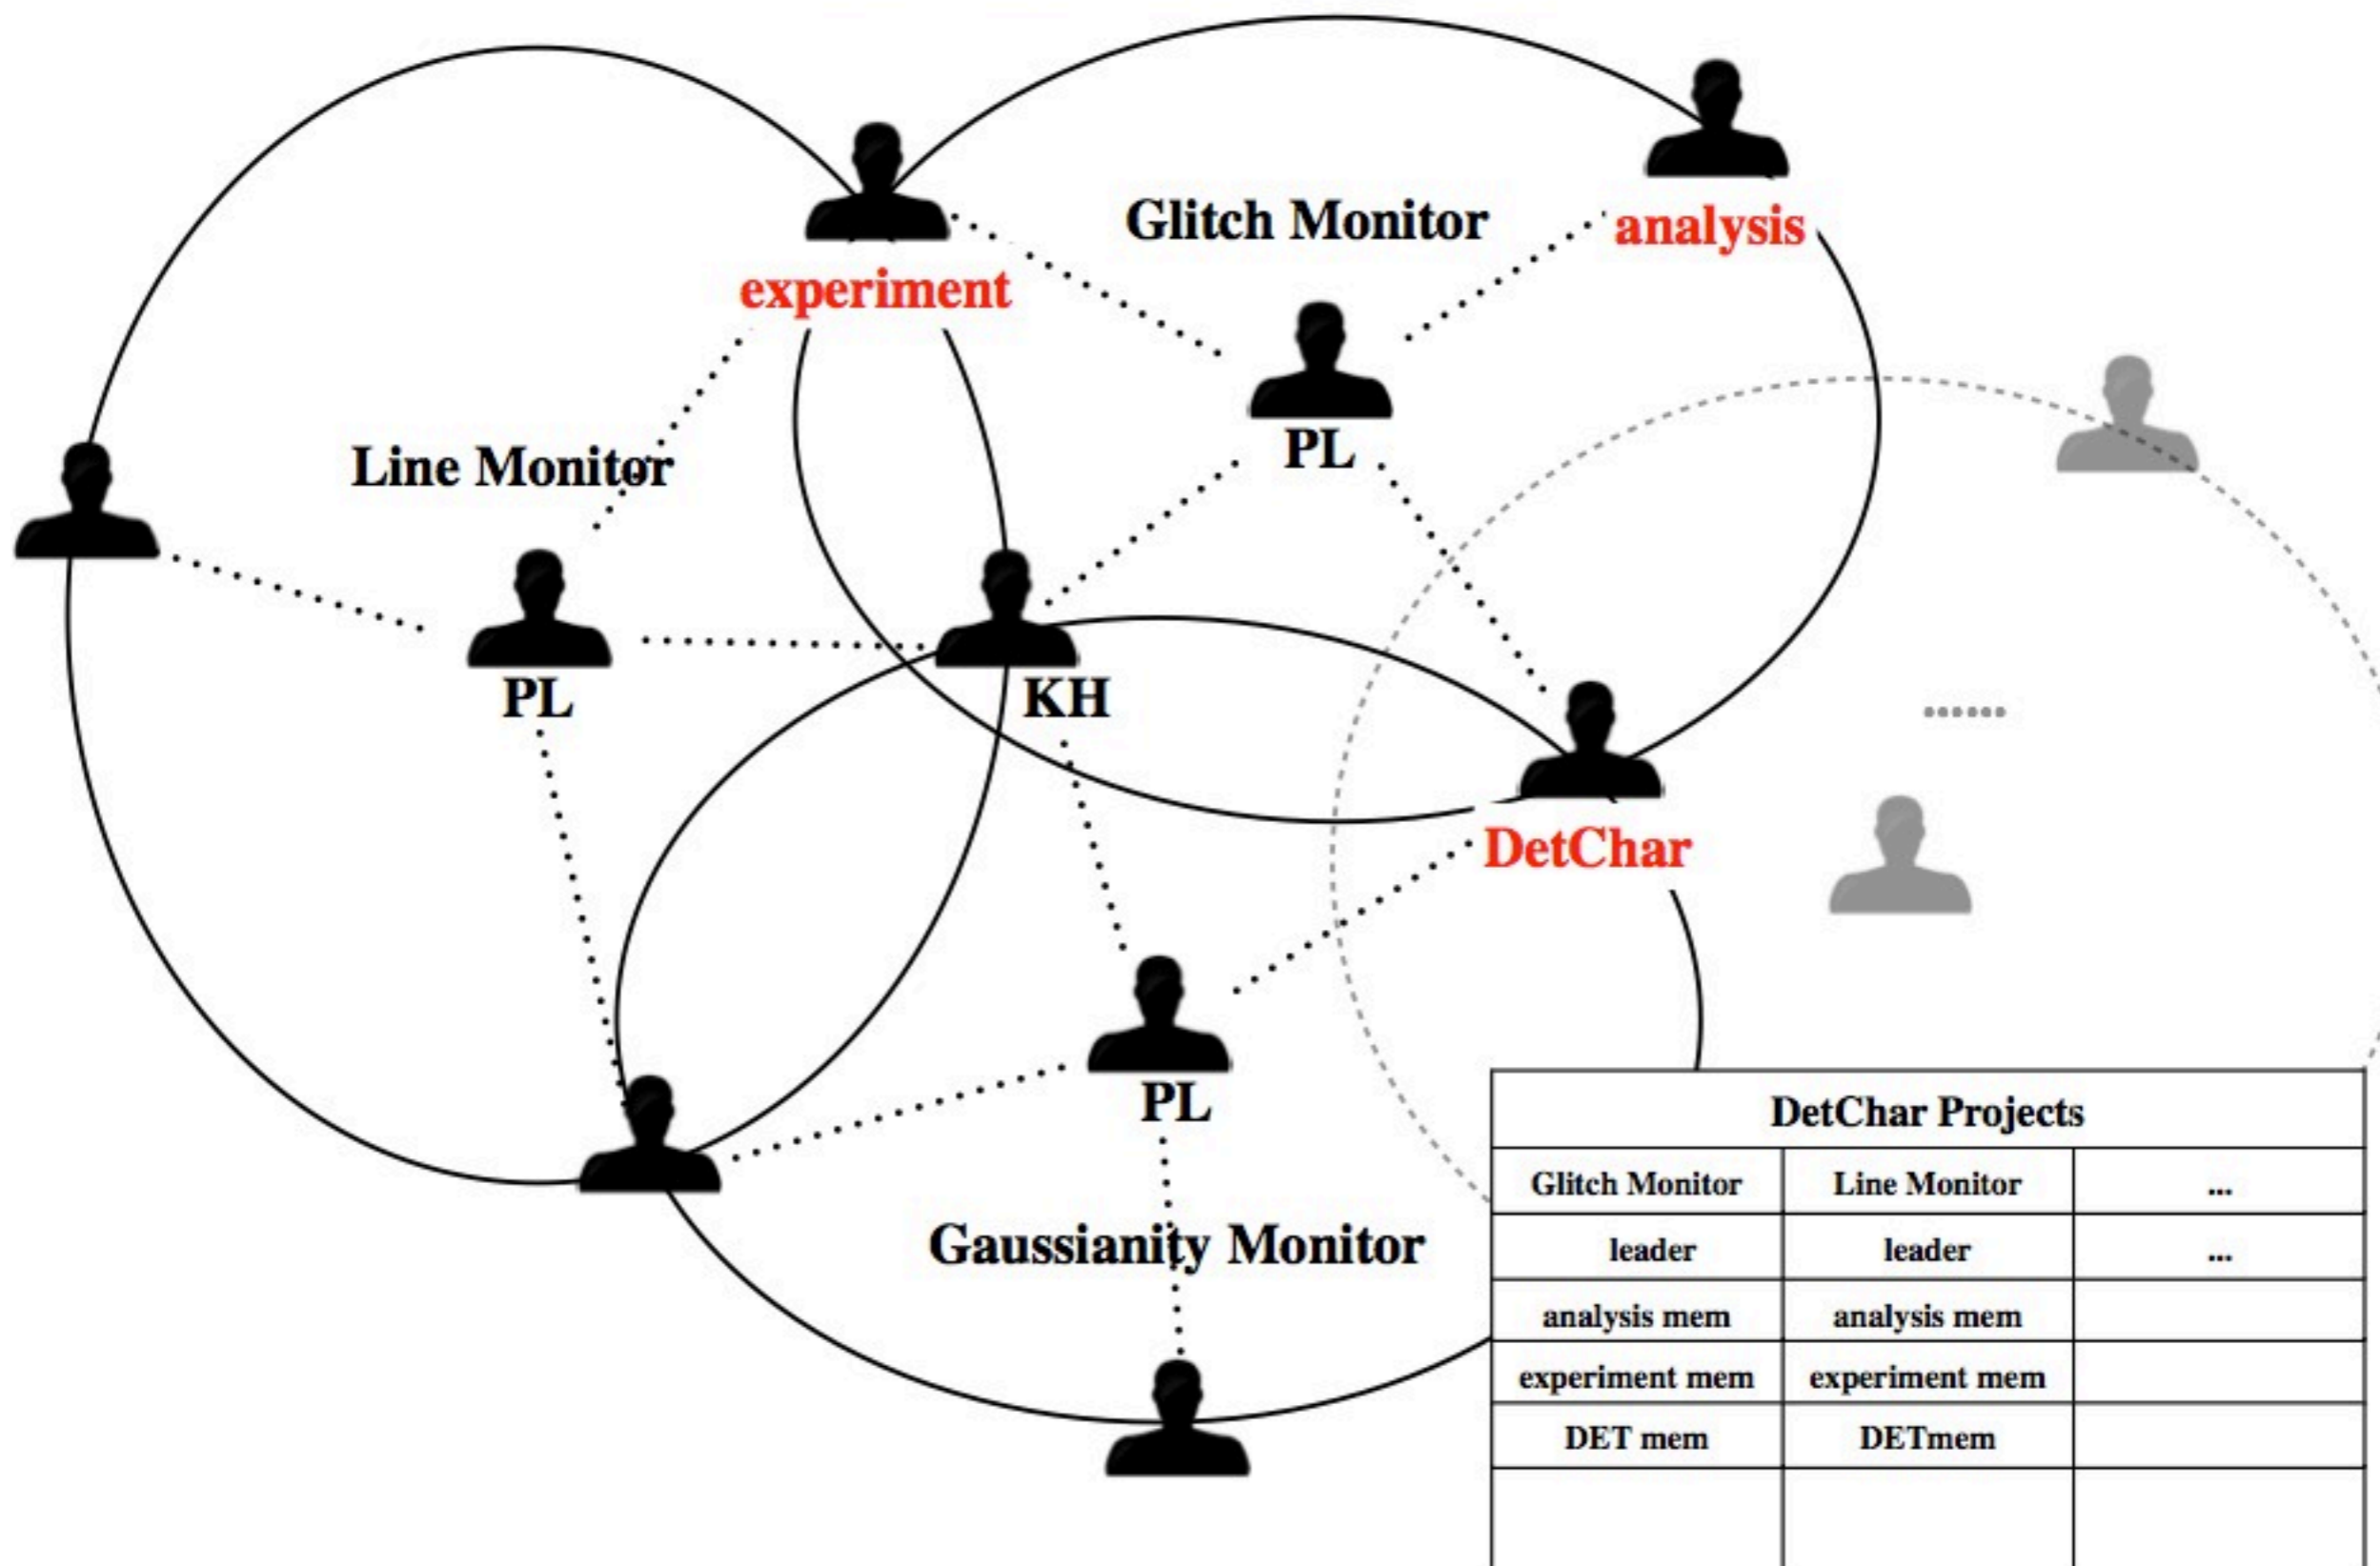 Glitch Monitor
analysis
experiment
PL
Line Monitor
PL
KH
......
DetChar
PL
Gaussianity Monitor
DetChar Projects
Glitch Monitor Line Monitor ...
leader leader ...
analysis mem analysis mem
experiment mem experiment mem
DET mem DETmem